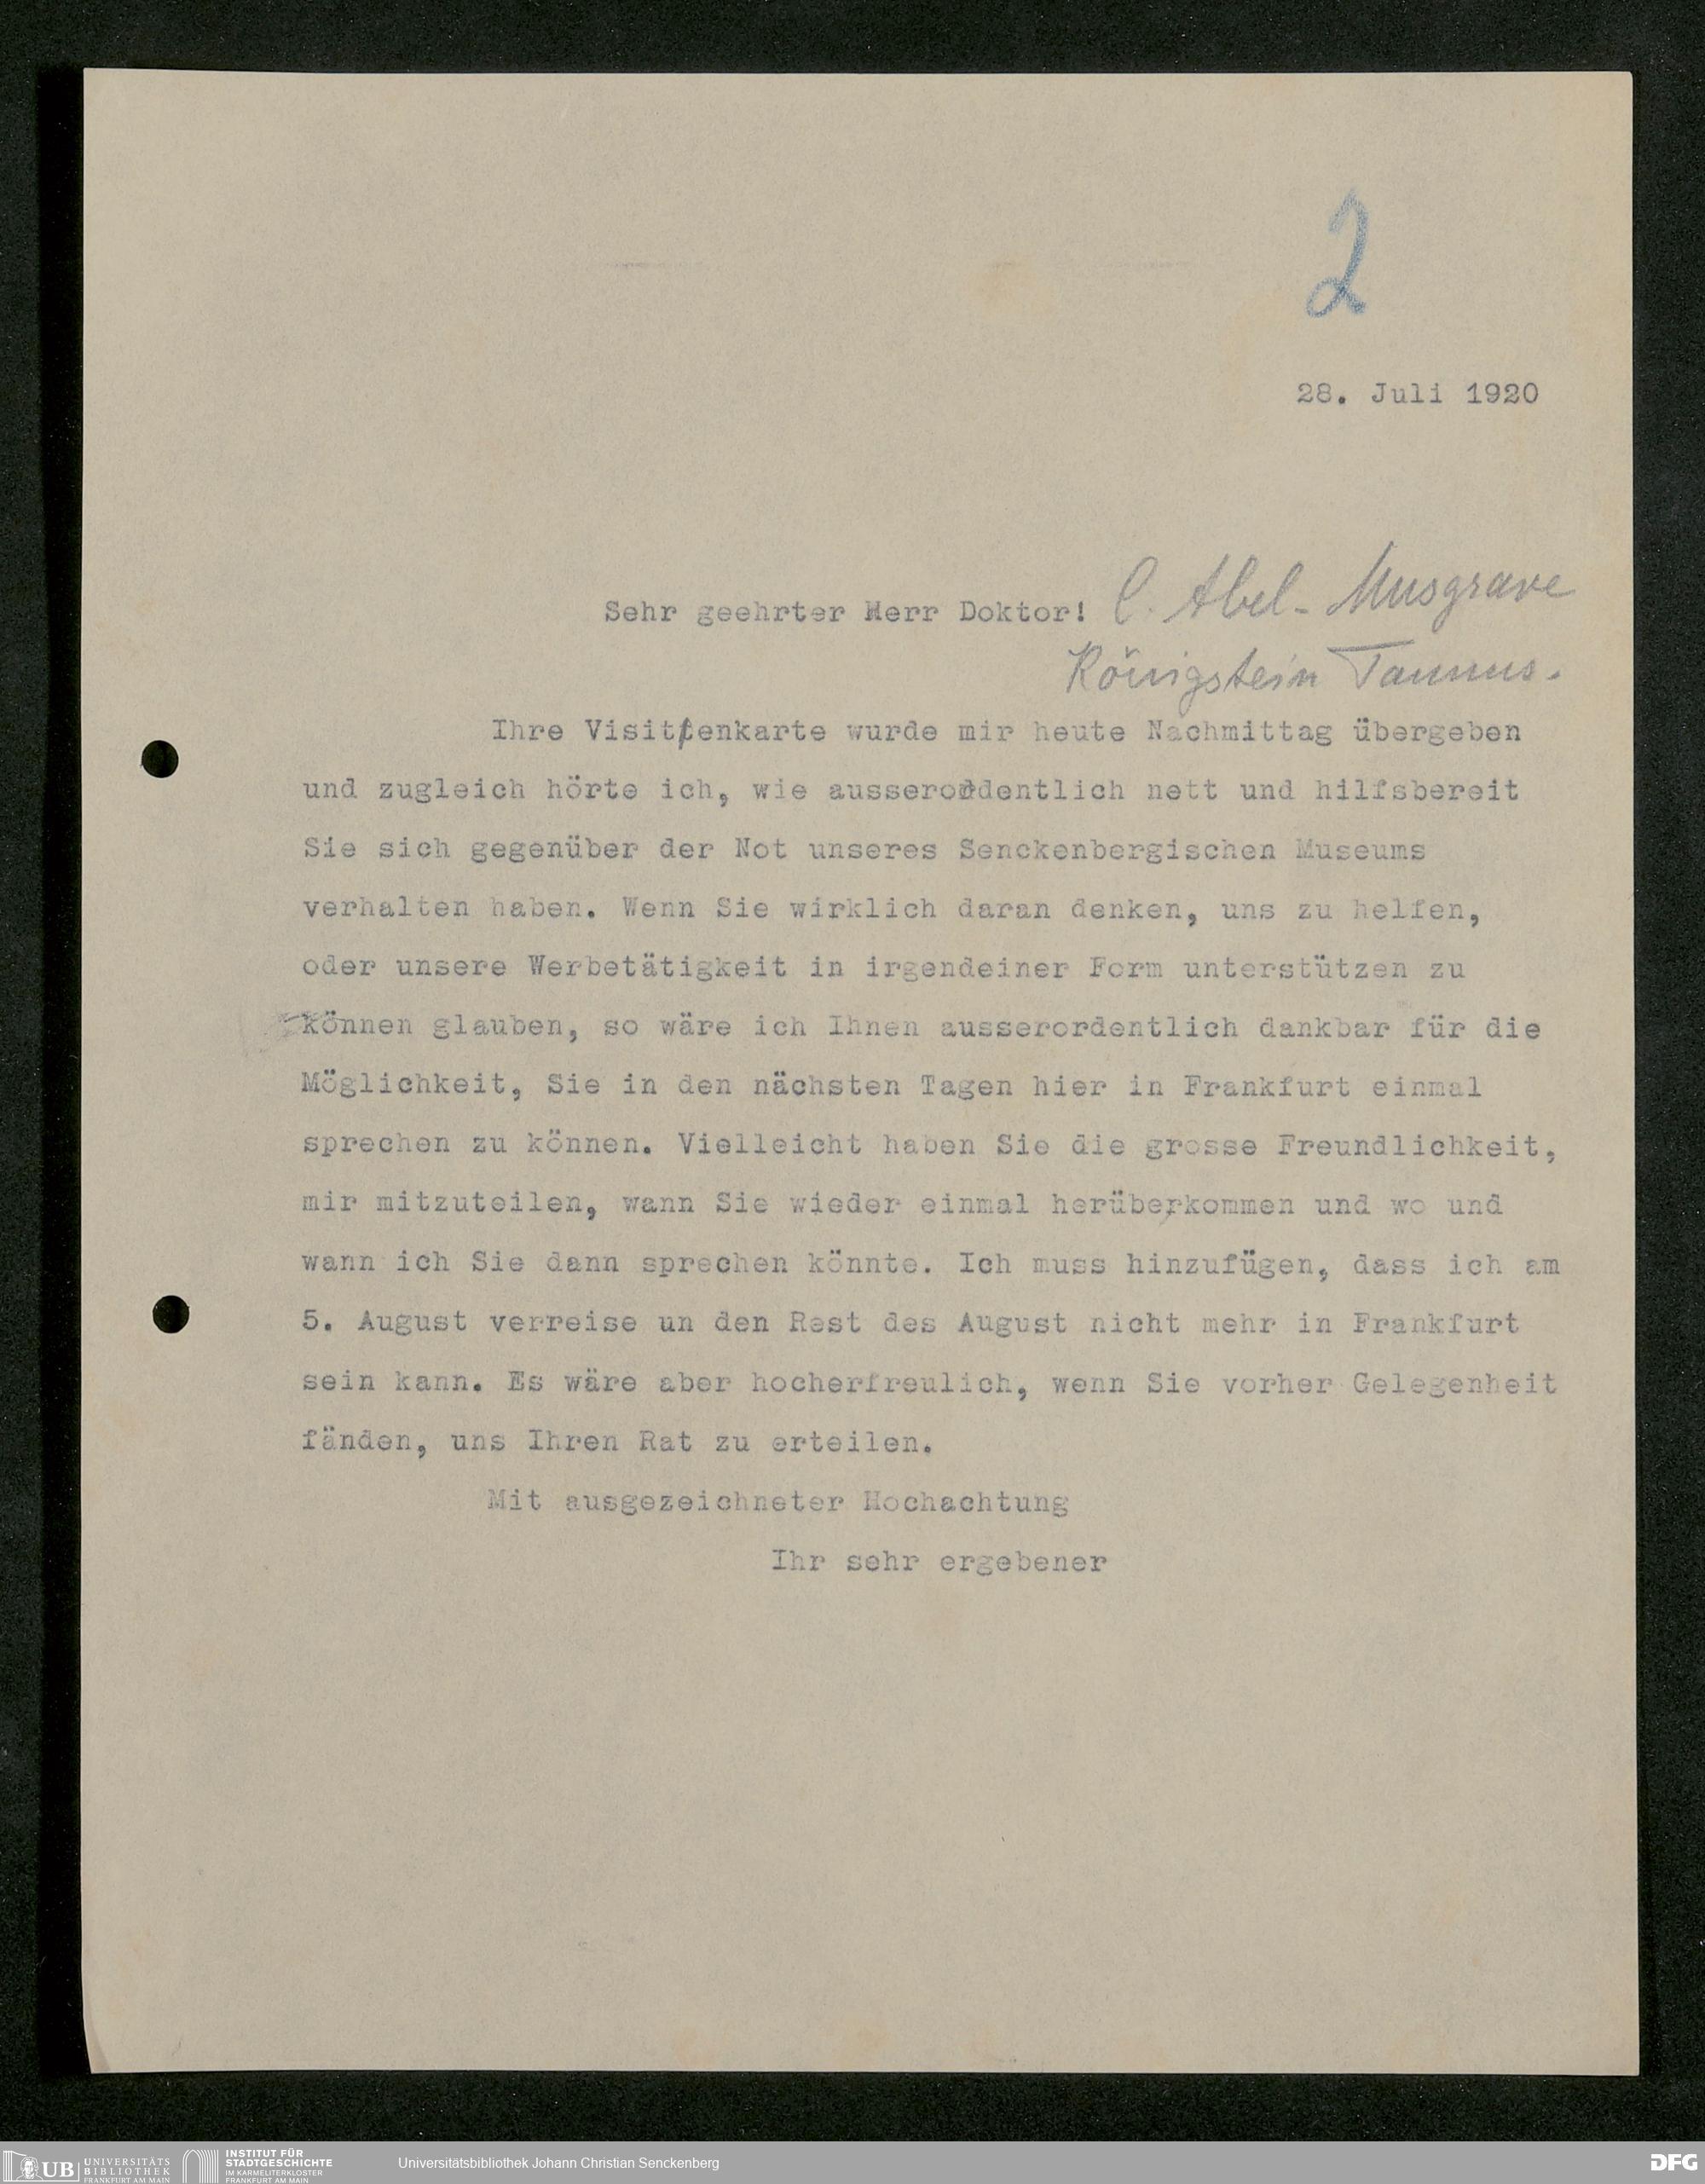 2
28. Juli 1920
Sehr geehrter Herr Doktor! C. Abel-Musgrave
Königstein Taunus.
Ihre Visittenkarte wurde mir heute Nachmittag übergeben
und zugleich hörte ich, wie ausserordentlich nett und hilfsbereit
Sie sich gegenüber der Not unseres Senckenbergischen Museums
verhalten haben. Wenn Sie wirklich daran denken, uns zu helfen,
oder unsere Werbetätigkeit in irgendeiner Form unterstützen zu
können glauben, so wäre ich Ihnen ausserordentlich dankbar für die
Möglichkeit, Sie in den nächsten Tagen hier in Frankfurt einmal
sprechen zu können. Vielleicht haben Sie die grosse Freundlichkeit,
mir mitzuteilen, wann Sie wieder einmal herüberkommen und wo und
wann ich Sie dann sprechen könnte. Ich muss hinzufügen, dass ich am
5. August verreise un den Rest des August nicht mehr in Frankfurt
sein kann. Es wäre aber hocherfreulich, wenn Sie vorher Gelegenheit
fänden, uns Ihren Rat zu erteilen.
Mit ausgezeichneter Hochachtung
Ihr sehr ergebener
UB UNIVERSITÄTS BIBLIOTHEK FRANKFURT AM MAIN
INSTITUT FÜR STADTGESCHICHTE IM KARMELITERKLOSTER FRANKFURT AM MAIN
Universitätsbibliothek Johann Christian Senckenberg
DFG